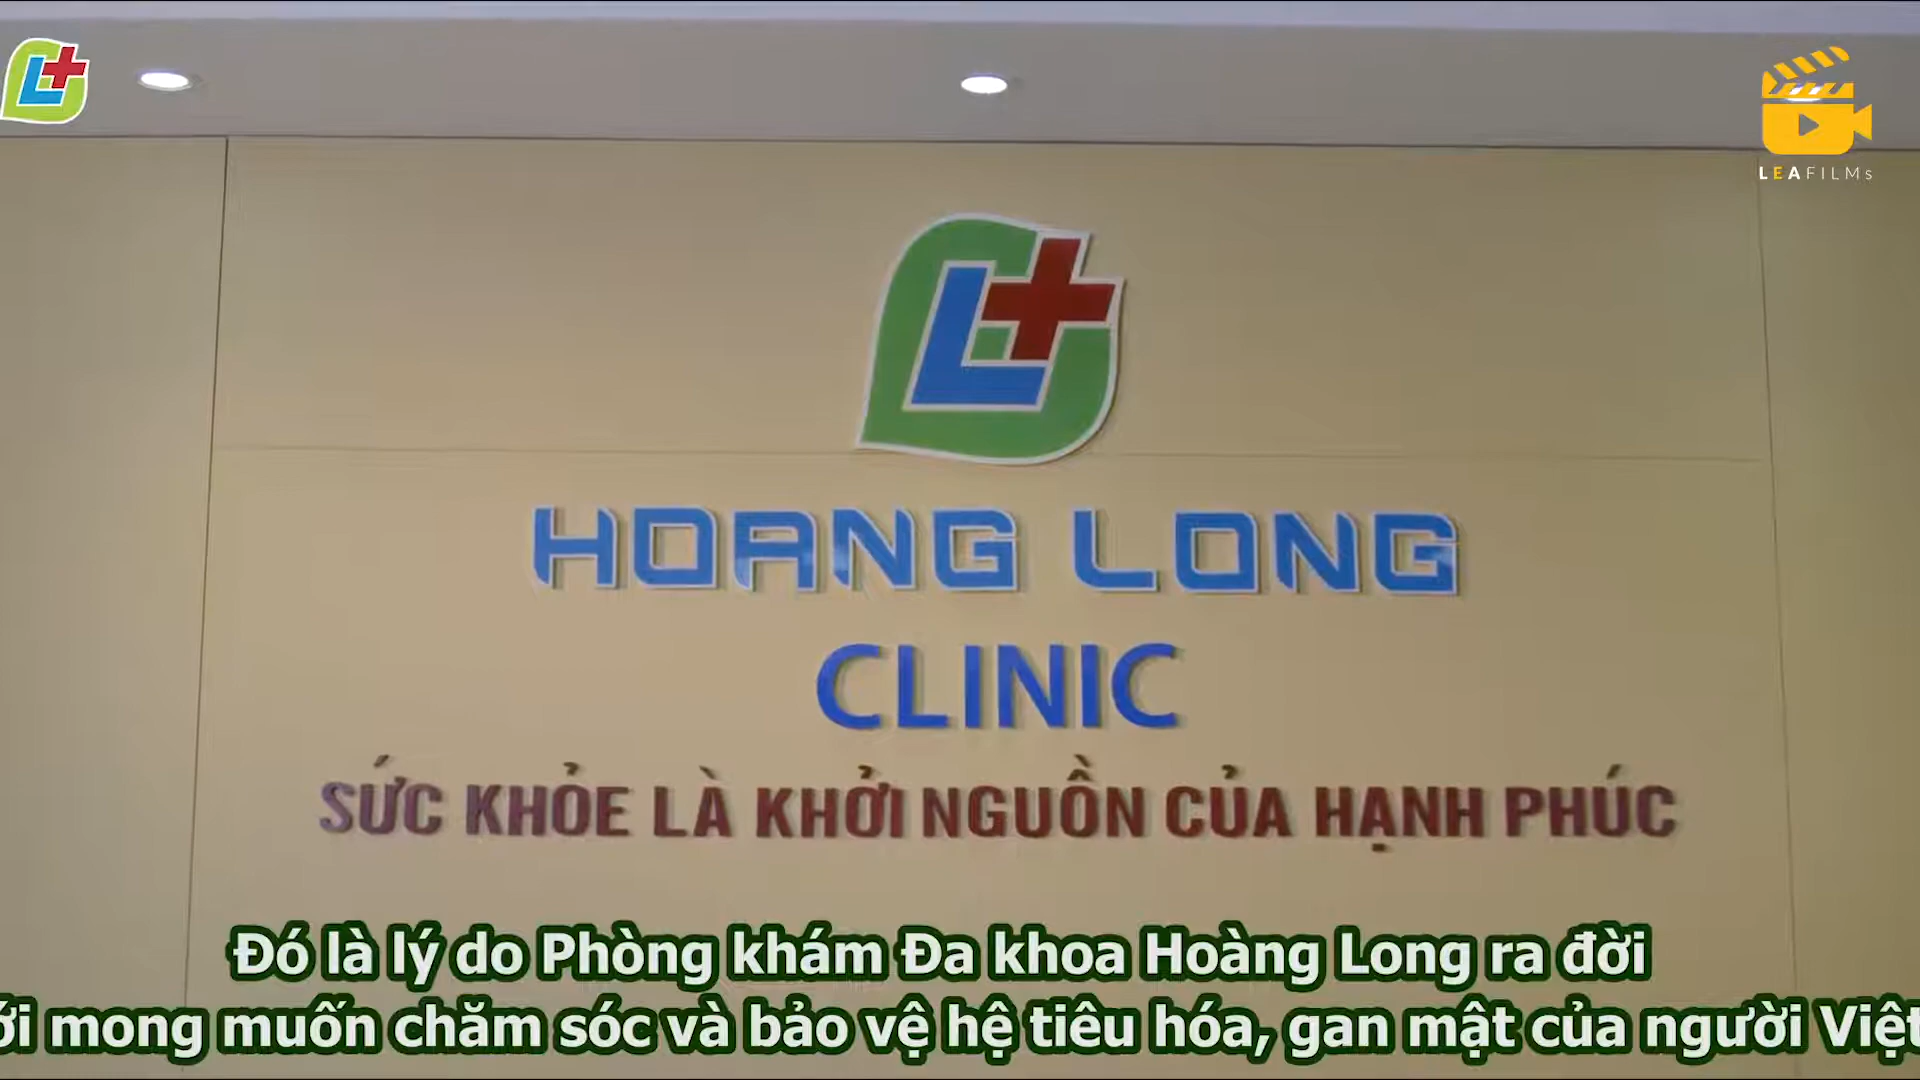 LEAFILMs
HOANG LONG
CLINIC
SỨC KHỎE LÀ KHỞI NGUỒN CỦA HẠNH PHÚC
Đó là lý do Phòng khám Đa khoa Hoàng Long ra đời
mong muốn chăm sóc và bảo vệ hệ tiêu hóa, gan mật của người Việt